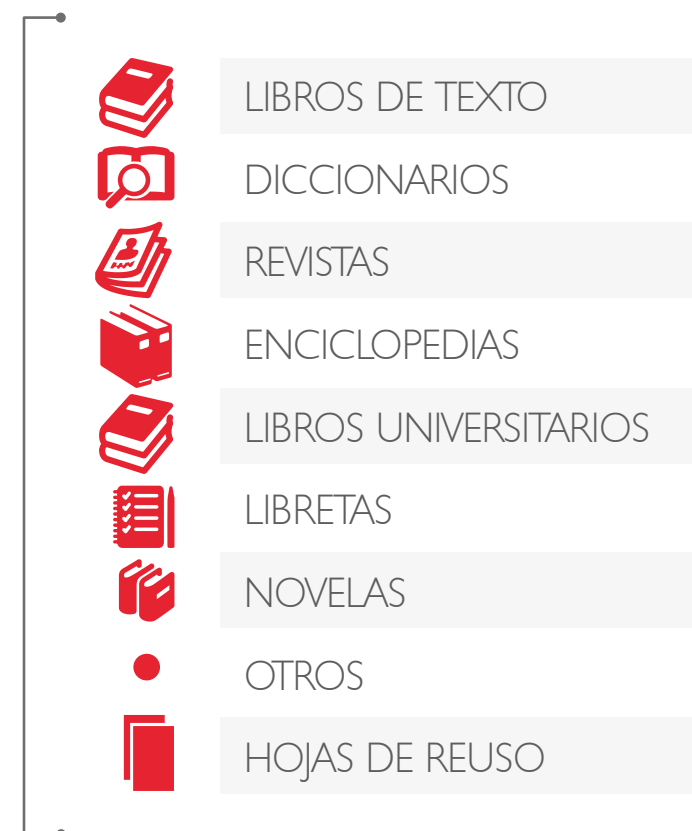 LIBROS DE TEXTO
DICCIONARIOS
REVISTAS
ENCICLOPEDIAS
LIBROS UNIVERSITARIOS
LIBRETAS
NOVELAS
OTROS
HOJAS DE REUSO